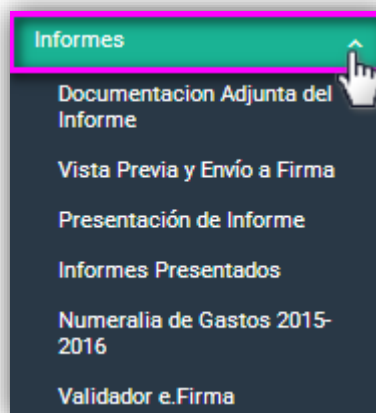 Informes
Documentacion Adjunta del
Informe
Vista Previa y Envío a Firma
Presentación de Informe
Informes Presentados
Numeralia de Gastos 2015-
2016
Validador e.Firma